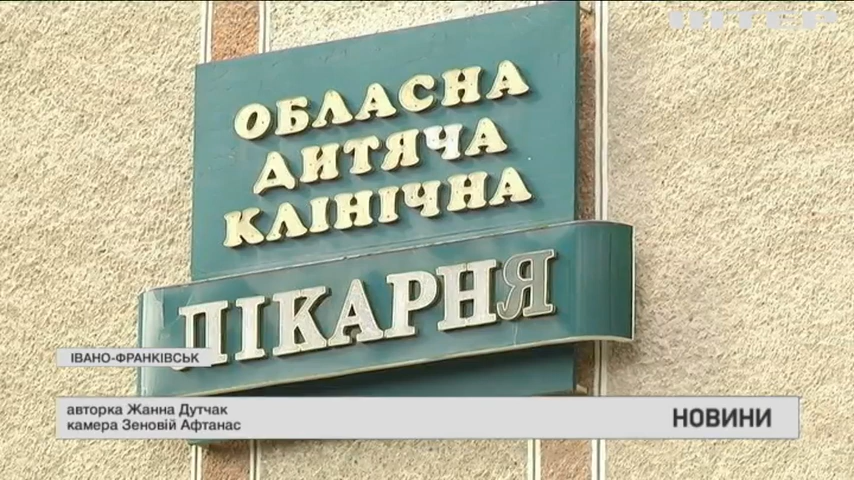 ІНТЕР
ОБЛАСНА
ДИТЯЧА
КЛІНІЧНА
ЛІКАРНЯ
ІВАНО-ФРАНКІВСЬК
авторка Жанна Дутчак
камера Зеновій Афтанас
НОВИНИ